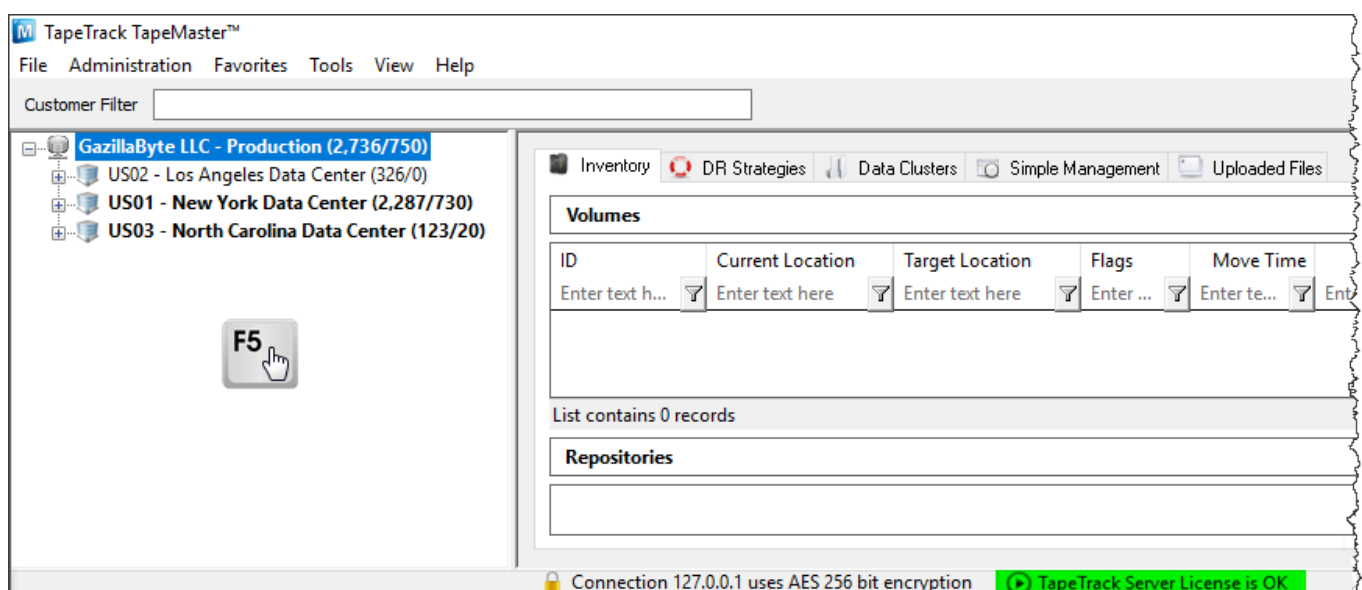 TapeTrack TapeMaster™
File Administration Favorites Tools View Help
Customer Filter
GazillaByte LLC - Production (2,736/750)
US02 - Los Angeles Data Center (326/0)
US01 - New York Data Center (2,287/730)
US03 - North Carolina Data Center (123/20)
F5
Inventory DR Strategies Data Clusters Simple Management Uploaded Files
Volumes
ID Current Location Target Location Flags Move Time
Enter text h... Enter text here Enter text here Enter ... Enter te... Ent
List contains 0 records
Repositories
Connection 127.0.0.1 uses AES 256 bit encryption TapeTrack Server License is OK